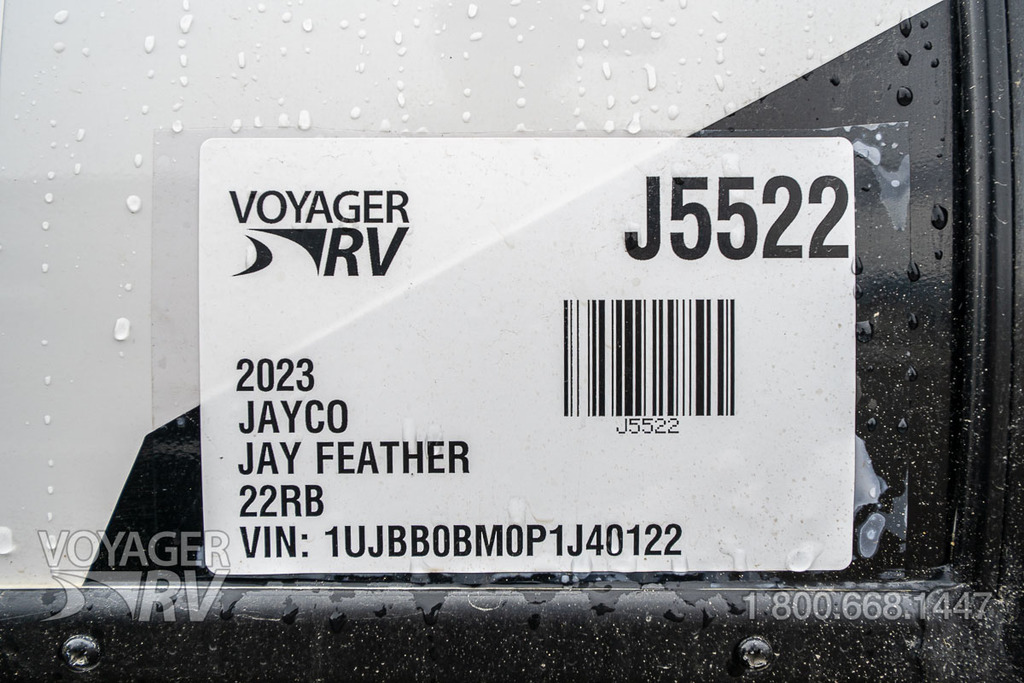 VOYAGER
RV
J5522
J5522
2023
JAYCO
JAY FEATHER
22RB
VIN: 1UJBB0BM0P1J40122
VOYAGER
RV
1.800.668.1447